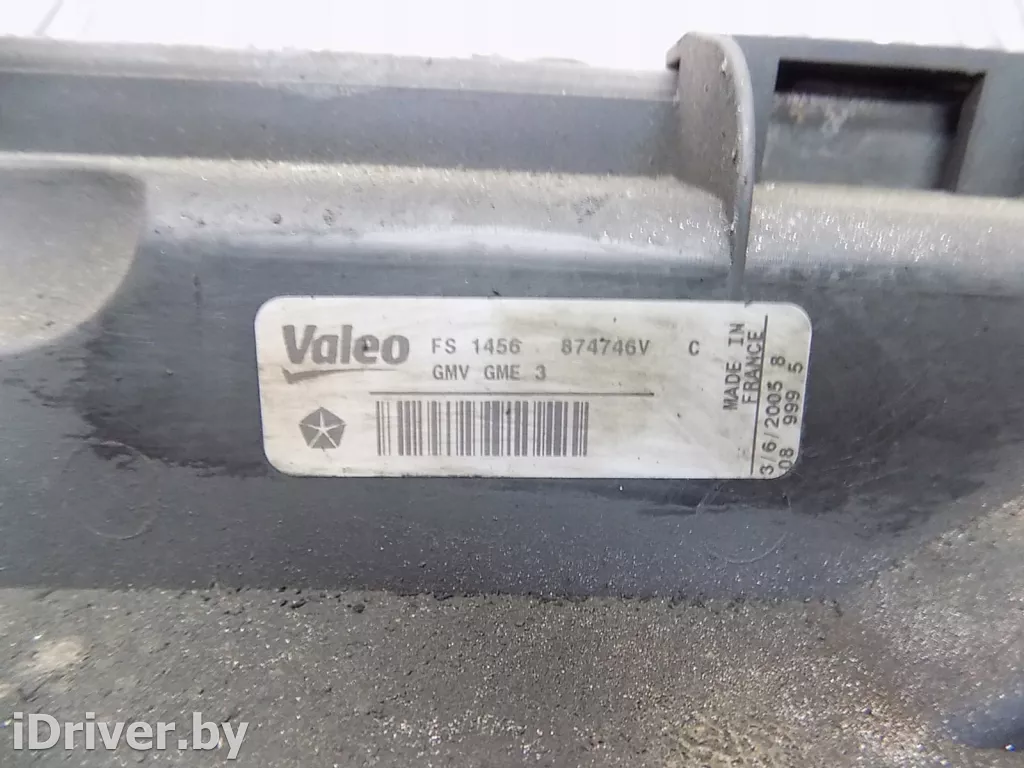 Valeo FS 1456 874746V C
GMV GME 3
MADE IN
FRANCE
3/6/2005 8
08 999 5
iDriver.by